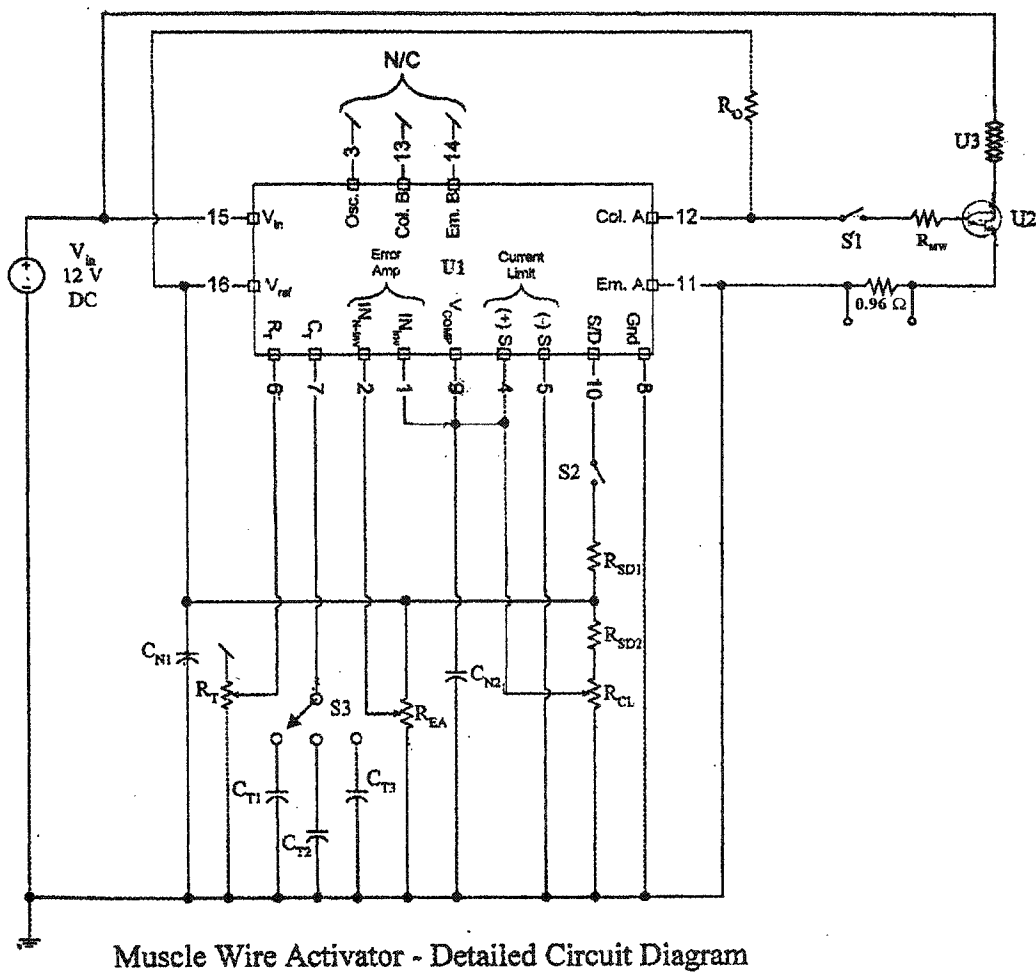 N/C
R_O
U3
3
13
14
Osc.
Col. B
Em. B
15
V_in
Col. A
12
S1
R_MW
U2
V_in
12 V
DC
Error
Amp
U1
Current
Limit
16
V_ref
Em. A
11
0.96 Ω
R_T
C_T
IN_N-INV
IN_INV
V_COMP
(+) S
(-) S
S/D
Gnd
6
7
2
1
9
4
5
10
8
S2
R_SD1
C_N1
R_SD2
C_N2
R_T
S3
R_EA
R_CL
C_T1
C_T3
C_T2
Muscle Wire Activator - Detailed Circuit Diagram